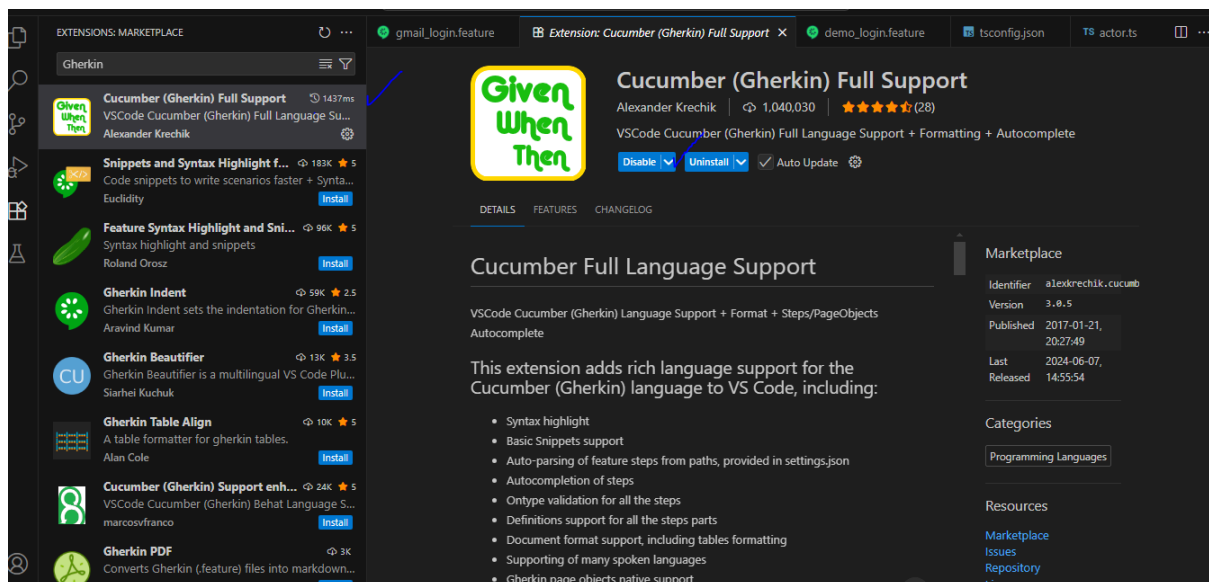 EXTENSIONS: MARKETPLACE
Gherkin
Cucumber (Gherkin) Full Support 1437ms
VSCode Cucumber (Gherkin) Full Language Su...
Alexander Krechik
Snippets and Syntax Highlight f... 183K 5
Code snippets to write scenarios faster + Synta...
Euclidity Install
Feature Syntax Highlight and Sni... 96K 5
Syntax highlight and snippets
Roland Orosz Install
Gherkin Indent 59K 2.5
Gherkin Indent sets the indentation for Gherkin...
Aravind Kumar Install
CU
Gherkin Beautifier 13K 3.5
Gherkin Beautifier is a multilingual VS Code Plu...
Siarhei Kuchuk Install
Gherkin Table Align 10K 5
A table formatter for gherkin tables.
Alan Cole Install
Cucumber (Gherkin) Support enh... 24K 5
VSCode Cucumber (Gherkin) Behat Language S...
marcosvfranco Install
Gherkin PDF 3K
Converts Gherkin (.feature) files into markdown...
gmail_login.feature Extension: Cucumber (Gherkin) Full Support demo_login.feature tsconfig.json TS actor.ts
Given
When
Then
Cucumber (Gherkin) Full Support
Alexander Krechik 1,040,030 (28)
VSCode Cucumber (Gherkin) Full Language Support + Formatting + Autocomplete
Disable Uninstall Auto Update
DETAILS FEATURES CHANGELOG
Cucumber Full Language Support
VSCode Cucumber (Gherkin) Language Support + Format + Steps/PageObjects
Autocomplete
This extension adds rich language support for the
Cucumber (Gherkin) language to VS Code, including:
• Syntax highlight
• Basic Snippets support
• Auto-parsing of feature steps from paths, provided in settings.json
• Autocompletion of steps
• Ontype validation for all the steps
• Definitions support for all the steps parts
• Document format support, including tables formatting
• Supporting of many spoken languages
• Gherkin page objects native support
Marketplace
Identifier alexkrechik.cucumb
Version 3.0.5
Published 2017-01-21,
20:27:49
Last 2024-06-07,
Released 14:55:54
Categories
Programming Languages
Resources
Marketplace
Issues
Repository